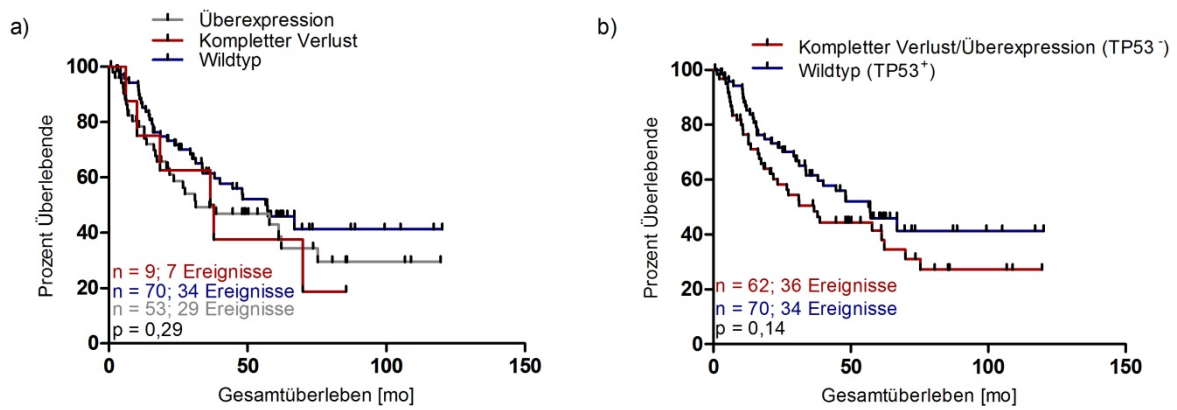 a)
Überexpression
Kompletter Verlust
Wildtyp
Prozent Überlebende
100
80
60
40
20
0
n = 9; 7 Ereignisse
n = 70; 34 Ereignisse
n = 53; 29 Ereignisse
p = 0,29
0
50
100
150
Gesamtüberleben [mo]
b)
Kompletter Verlust/Überexpression (TP53⁻)
Wildtyp (TP53⁺)
Prozent Überlebende
100
80
60
40
20
0
n = 62; 36 Ereignisse
n = 70; 34 Ereignisse
p = 0,14
0
50
100
150
Gesamtüberleben [mo]